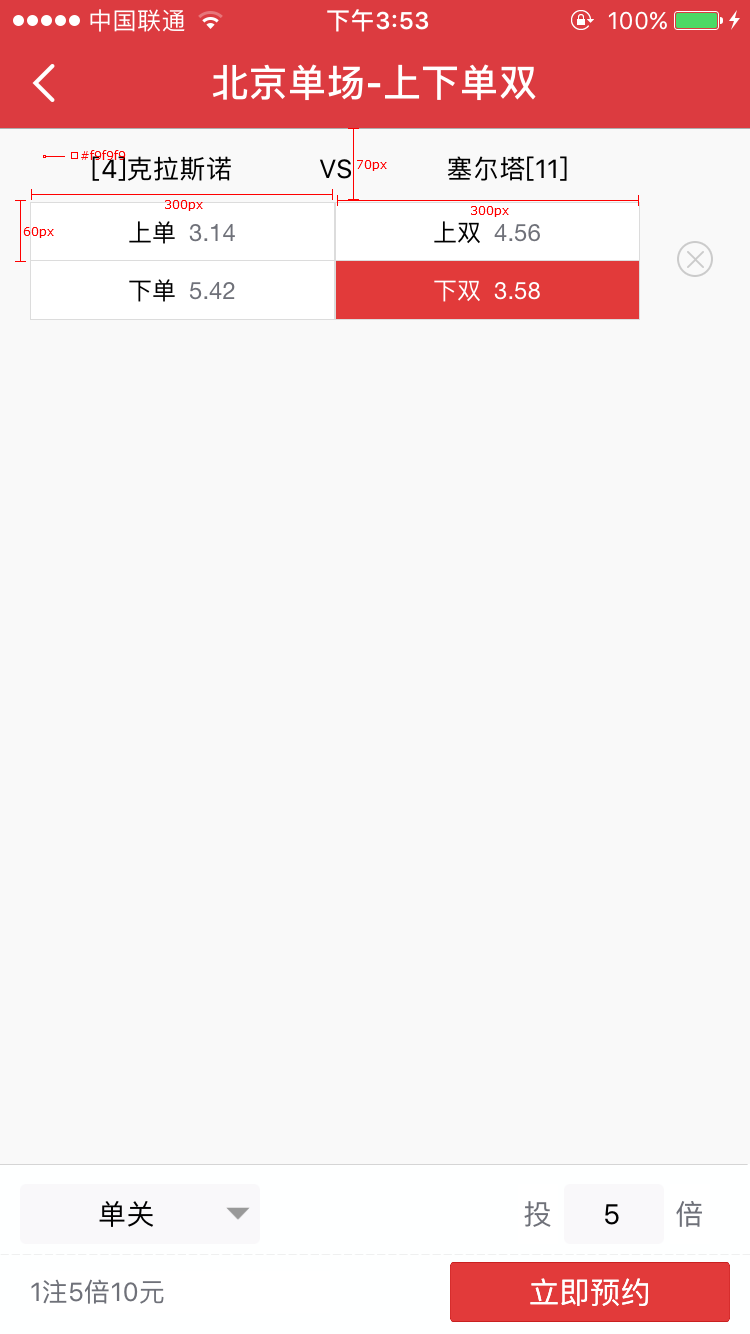 中国联通 下午3:53 100%
北京单场-上下单双
#f9f9f9
[4]克拉斯诺 VS 塞尔塔[11]
70px
300px 300px
60px
上单 3.14 上双 4.56
下单 5.42 下双 3.58
单关 投 5 倍
1注5倍10元 立即预约